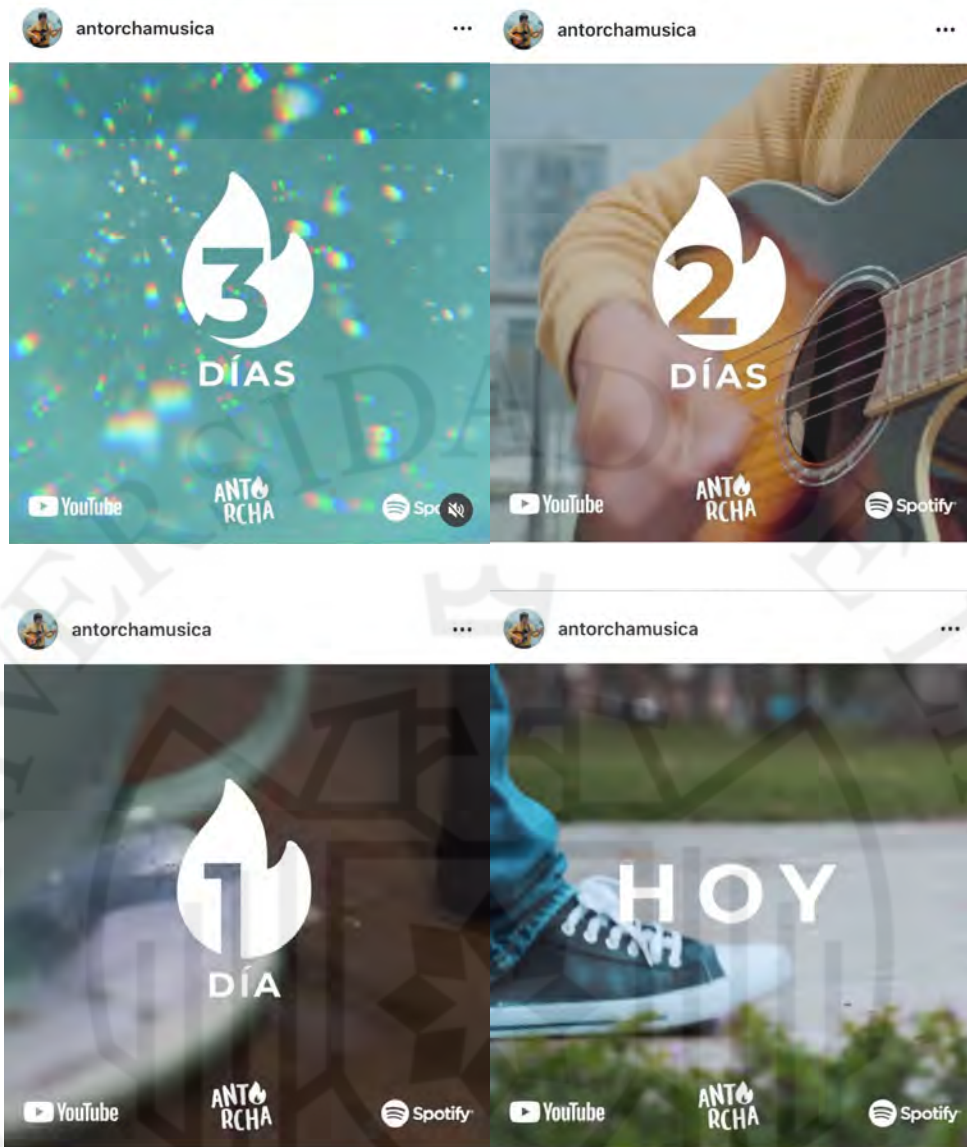 antorchamusica
3
DÍAS
YouTube
ANTO
RCHA
antorchamusica
2
DÍAS
YouTube
ANTO
RCHA
Spotify
antorchamusica
1
DÍA
YouTube
ANTO
RCHA
Spotify
antorchamusica
HOY
YouTube
ANTO
RCHA
Spotify